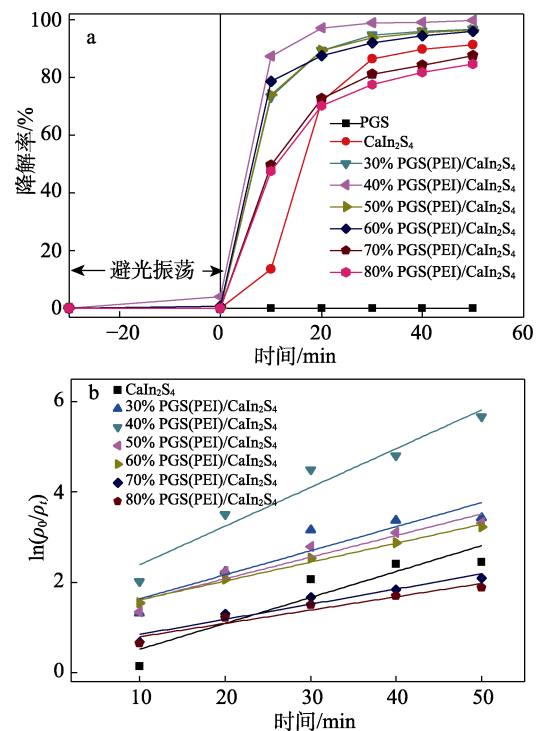 a
100
80
60
40
20
0
降解率/%
避光振荡
PGS
CaIn₂S₄
30% PGS(PEI)/CaIn₂S₄
40% PGS(PEI)/CaIn₂S₄
50% PGS(PEI)/CaIn₂S₄
60% PGS(PEI)/CaIn₂S₄
70% PGS(PEI)/CaIn₂S₄
80% PGS(PEI)/CaIn₂S₄
−20 0 20 40 60
时间/min
b
6
4
2
0
ln(ρ₀/ρₜ)
CaIn₂S₄
30% PGS(PEI)/CaIn₂S₄
40% PGS(PEI)/CaIn₂S₄
50% PGS(PEI)/CaIn₂S₄
60% PGS(PEI)/CaIn₂S₄
70% PGS(PEI)/CaIn₂S₄
80% PGS(PEI)/CaIn₂S₄
10 20 30 40 50
时间/min